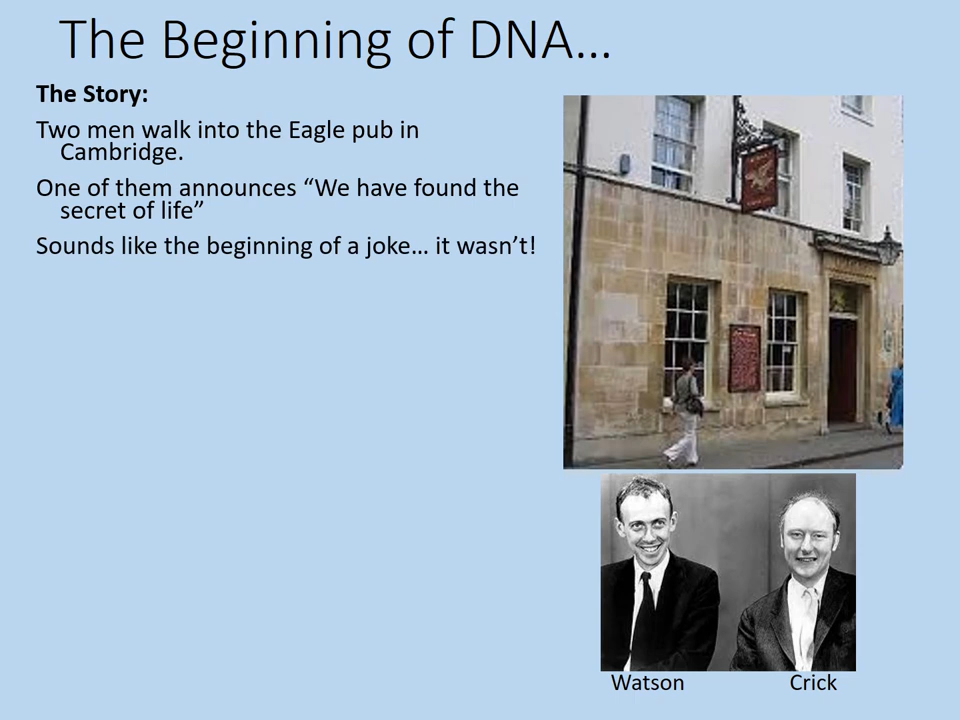 The Beginning of DNA…
The Story:
Two men walk into the Eagle pub in
Cambridge.
One of them announces “We have found the
secret of life”
Sounds like the beginning of a joke… it wasn’t!
Watson
Crick